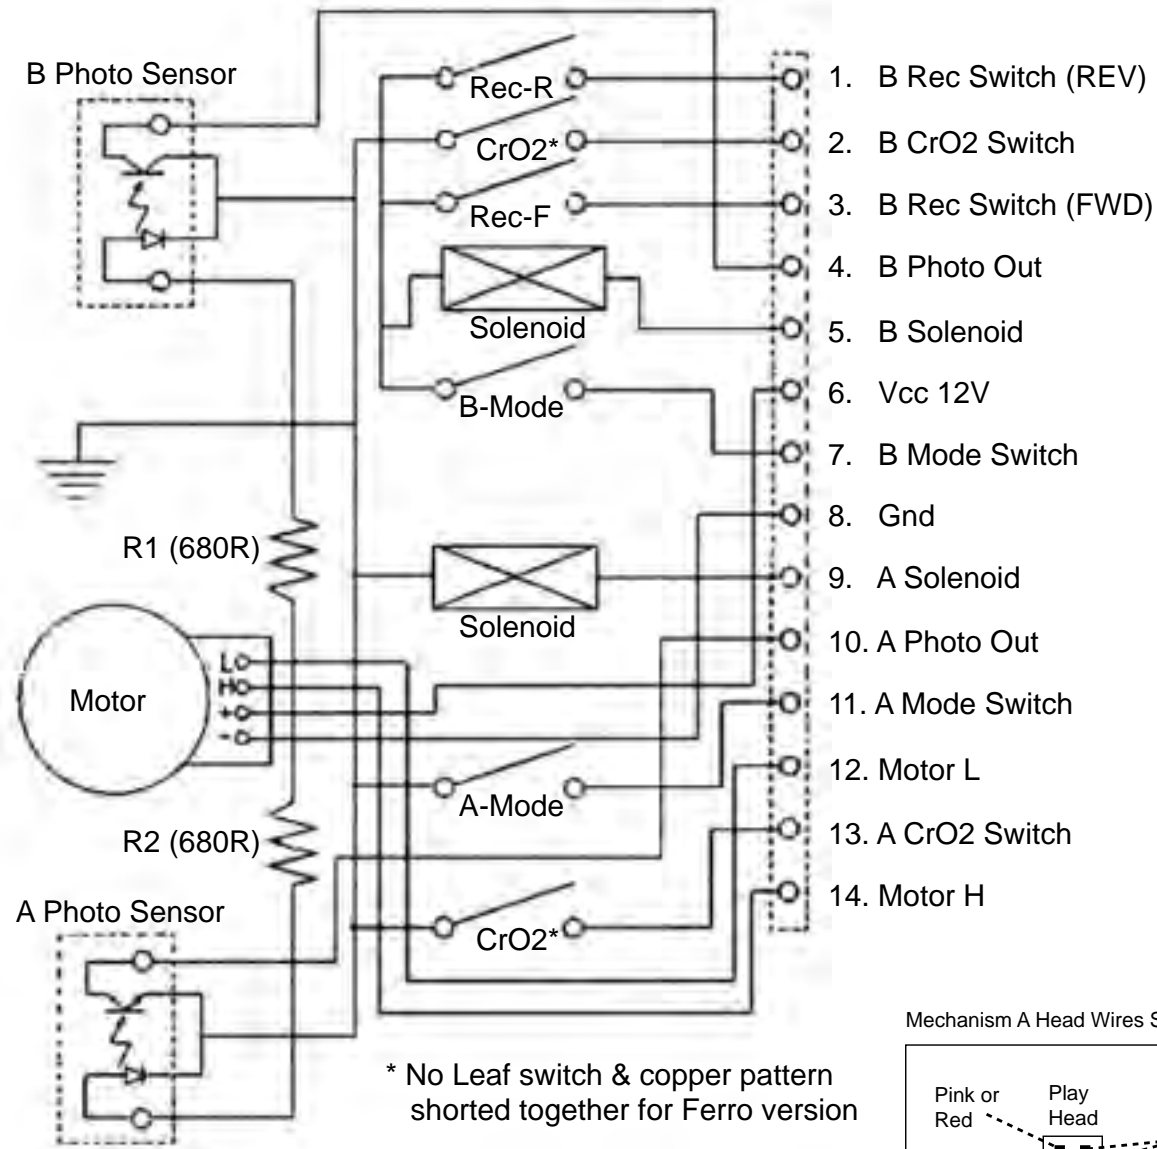 B Photo Sensor
Rec-R
CrO2*
Rec-F
Solenoid
B-Mode
1. B Rec Switch (REV)
2. B CrO2 Switch
3. B Rec Switch (FWD)
4. B Photo Out
5. B Solenoid
6. Vcc 12V
7. B Mode Switch
8. Gnd
9. A Solenoid
10. A Photo Out
11. A Mode Switch
12. Motor L
13. A CrO2 Switch
14. Motor H
R1 (680R)
Solenoid
Motor
L
H
+
-
A-Mode
R2 (680R)
A Photo Sensor
CrO2*
* No Leaf switch & copper pattern
shorted together for Ferro version
Mechanism A Head Wires S
Pink or
Red
Play
Head